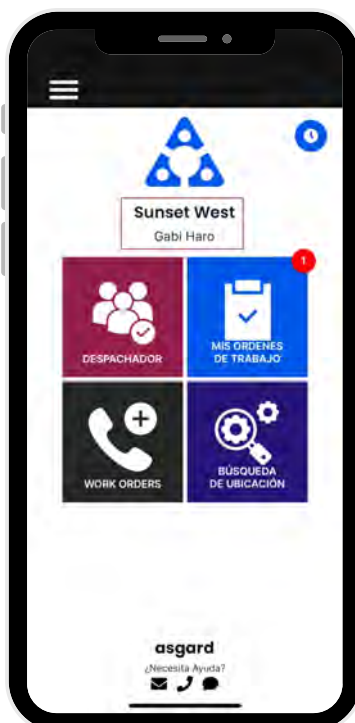 Sunset West
Gabi Haro
1
DESPACHADOR
MIS ORDENES
DE TRABAJO
WORK ORDERS
BÚSQUEDA
DE UBICACIÓN
asgard
¿Necesita Ayuda?